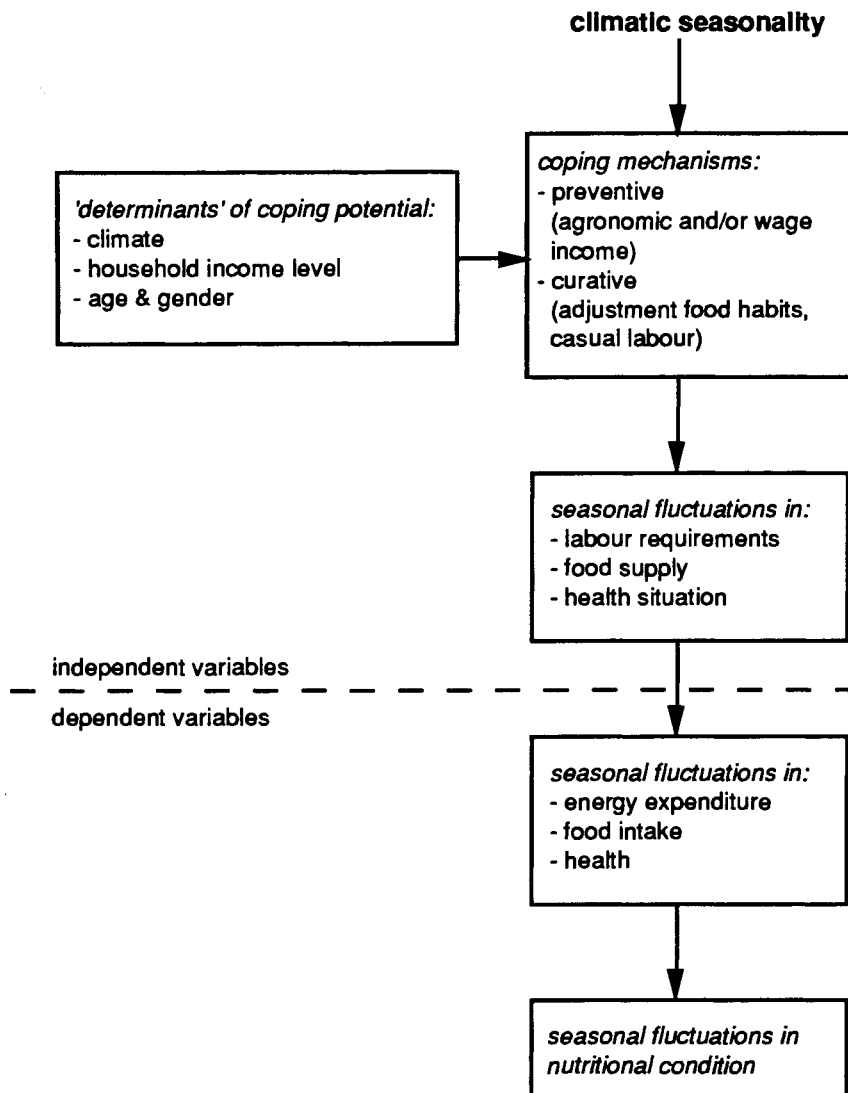 climatic seasonality
'determinants' of coping potential:
- climate
- household income level
- age & gender
coping mechanisms:
- preventive
(agronomic and/or wage
income)
- curative
(adjustment food habits,
casual labour)
seasonal fluctuations in:
- labour requirements
- food supply
- health situation
independent variables
dependent variables
seasonal fluctuations in:
- energy expenditure
- food intake
- health
seasonal fluctuations in
nutritional condition